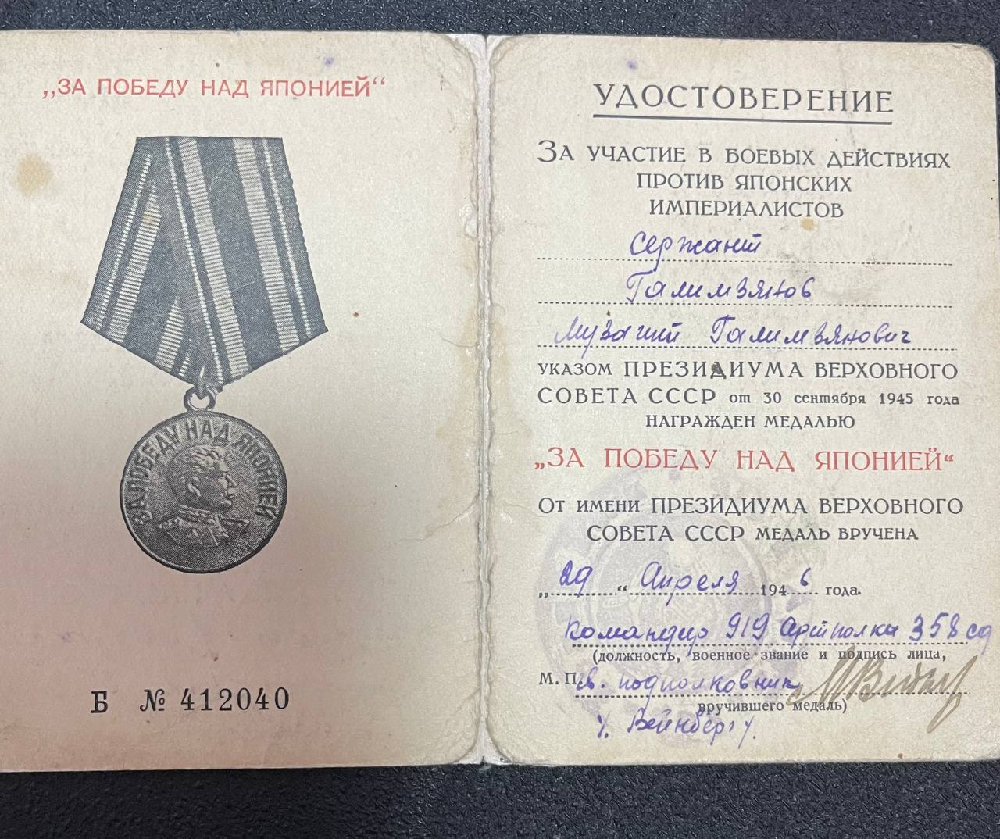 „ЗА ПОБЕДУ НАД ЯПОНИЕЙ“
ЗА ПОБЕДУ НАД ЯПОНИЕЙ
Б № 412040
УДОСТОВЕРЕНИЕ
ЗА УЧАСТИЕ В БОЕВЫХ ДЕЙСТВИЯХ
ПРОТИВ ЯПОНСКИХ
ИМПЕРИАЛИСТОВ
Сержант
Галимзянов
Музагит Галимзянович
УКАЗОМ ПРЕЗИДИУМА ВЕРХОВНОГО
СОВЕТА СССР от 30 сентября 1945 года
НАГРАЖДЕН МЕДАЛЬЮ
„ЗА ПОБЕДУ НАД ЯПОНИЕЙ“
ОТ ИМЕНИ ПРЕЗИДИУМА ВЕРХОВНОГО
СОВЕТА СССР МЕДАЛЬ ВРУЧЕНА
„29“ Апреля 1946 года.
Командир 919 Артполка 358 сд
(должность, военное звание и подпись лица,
М. П. гв. подполковник
вручившего медаль)
/. Вейнберг /.